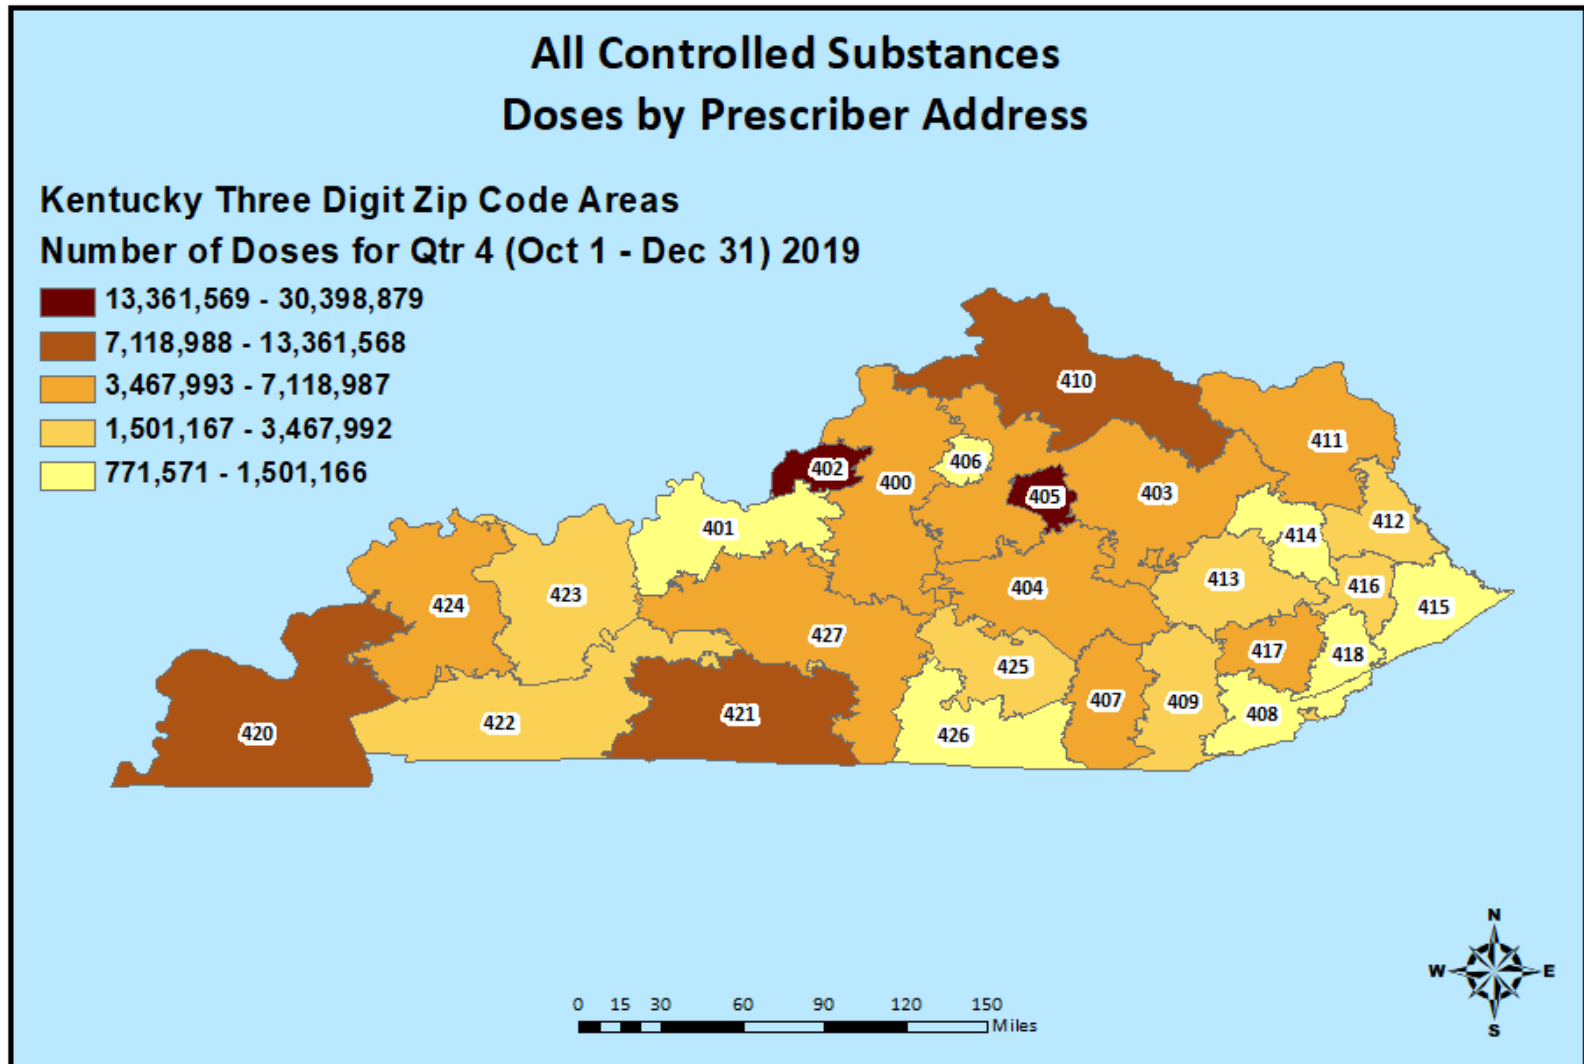 All Controlled Substances
Doses by Prescriber Address
Kentucky Three Digit Zip Code Areas
Number of Doses for Qtr 4 (Oct 1 - Dec 31) 2019
13,361,569 - 30,398,879
7,118,988 - 13,361,568
3,467,993 - 7,118,987
1,501,167 - 3,467,992
771,571 - 1,501,166
410
411
402
406
400
405
403
401
412
414
413
416
404
423
424
415
427
417
418
425
407
409
408
421
422
420
426
N
W E
S
0 15 30 60 90 120 150
Miles